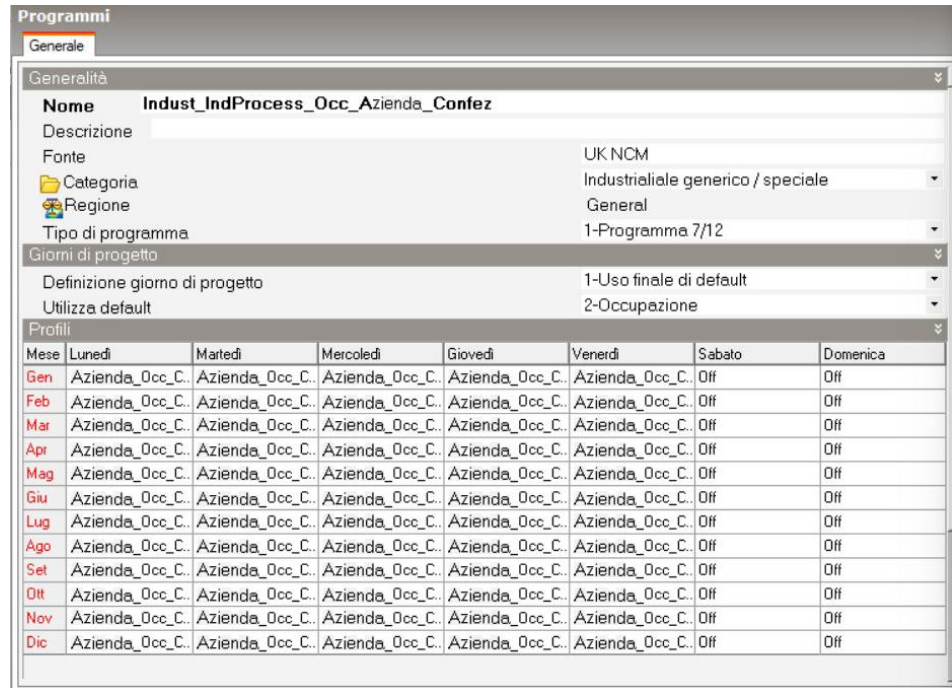 Programmi
Generale
Generalità
Nome Indust_IndProcess_Occ_Azienda_Confez
Descrizione
Fonte UK NCM
Categoria Industrialiale generico / speciale
Regione General
Tipo di programma 1-Programma 7/12
Giorni di progetto
Definizione giorno di progetto 1-Uso finale di default
Utilizza default 2-Occupazione
Profili
Mese Lunedì Martedì Mercoledì Giovedì Venerdì Sabato Domenica
Gen Azienda_Occ_C.. Azienda_Occ_C.. Azienda_Occ_C.. Azienda_Occ_C.. Azienda_Occ_C.. Off Off
Feb Azienda_Occ_C.. Azienda_Occ_C.. Azienda_Occ_C.. Azienda_Occ_C.. Azienda_Occ_C.. Off Off
Mar Azienda_Occ_C.. Azienda_Occ_C.. Azienda_Occ_C.. Azienda_Occ_C.. Azienda_Occ_C.. Off Off
Apr Azienda_Occ_C.. Azienda_Occ_C.. Azienda_Occ_C.. Azienda_Occ_C.. Azienda_Occ_C.. Off Off
Mag Azienda_Occ_C.. Azienda_Occ_C.. Azienda_Occ_C.. Azienda_Occ_C.. Azienda_Occ_C.. Off Off
Giu Azienda_Occ_C.. Azienda_Occ_C.. Azienda_Occ_C.. Azienda_Occ_C.. Azienda_Occ_C.. Off Off
Lug Azienda_Occ_C.. Azienda_Occ_C.. Azienda_Occ_C.. Azienda_Occ_C.. Azienda_Occ_C.. Off Off
Ago Azienda_Occ_C.. Azienda_Occ_C.. Azienda_Occ_C.. Azienda_Occ_C.. Azienda_Occ_C.. Off Off
Set Azienda_Occ_C.. Azienda_Occ_C.. Azienda_Occ_C.. Azienda_Occ_C.. Azienda_Occ_C.. Off Off
Ott Azienda_Occ_C.. Azienda_Occ_C.. Azienda_Occ_C.. Azienda_Occ_C.. Azienda_Occ_C.. Off Off
Nov Azienda_Occ_C.. Azienda_Occ_C.. Azienda_Occ_C.. Azienda_Occ_C.. Azienda_Occ_C.. Off Off
Dic Azienda_Occ_C.. Azienda_Occ_C.. Azienda_Occ_C.. Azienda_Occ_C.. Azienda_Occ_C.. Off Off